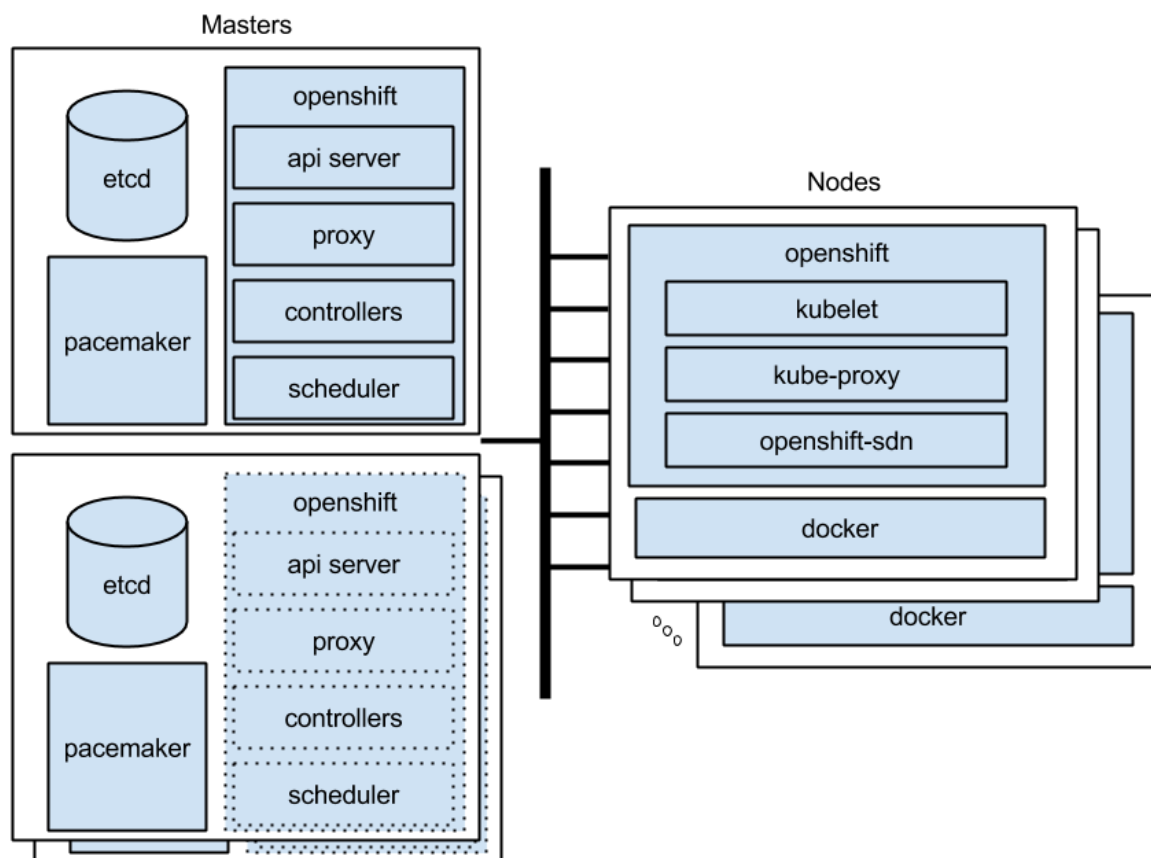 Masters
openshift
etcd
api server
proxy
pacemaker
controllers
scheduler
openshift
etcd
api server
proxy
pacemaker
controllers
scheduler
Nodes
openshift
kubelet
kube-proxy
openshift-sdn
docker
docker